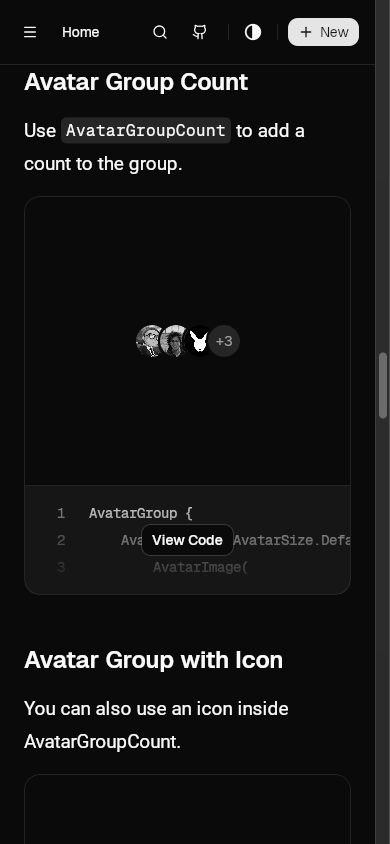 Home
New
Avatar Group Count
Use AvatarGroupCount to add a
count to the group.
+3
1 AvatarGroup {
2 Ava View Code AvatarSize.Defa
3 AvatarImage(
Avatar Group with Icon
You can also use an icon inside
AvatarGroupCount.